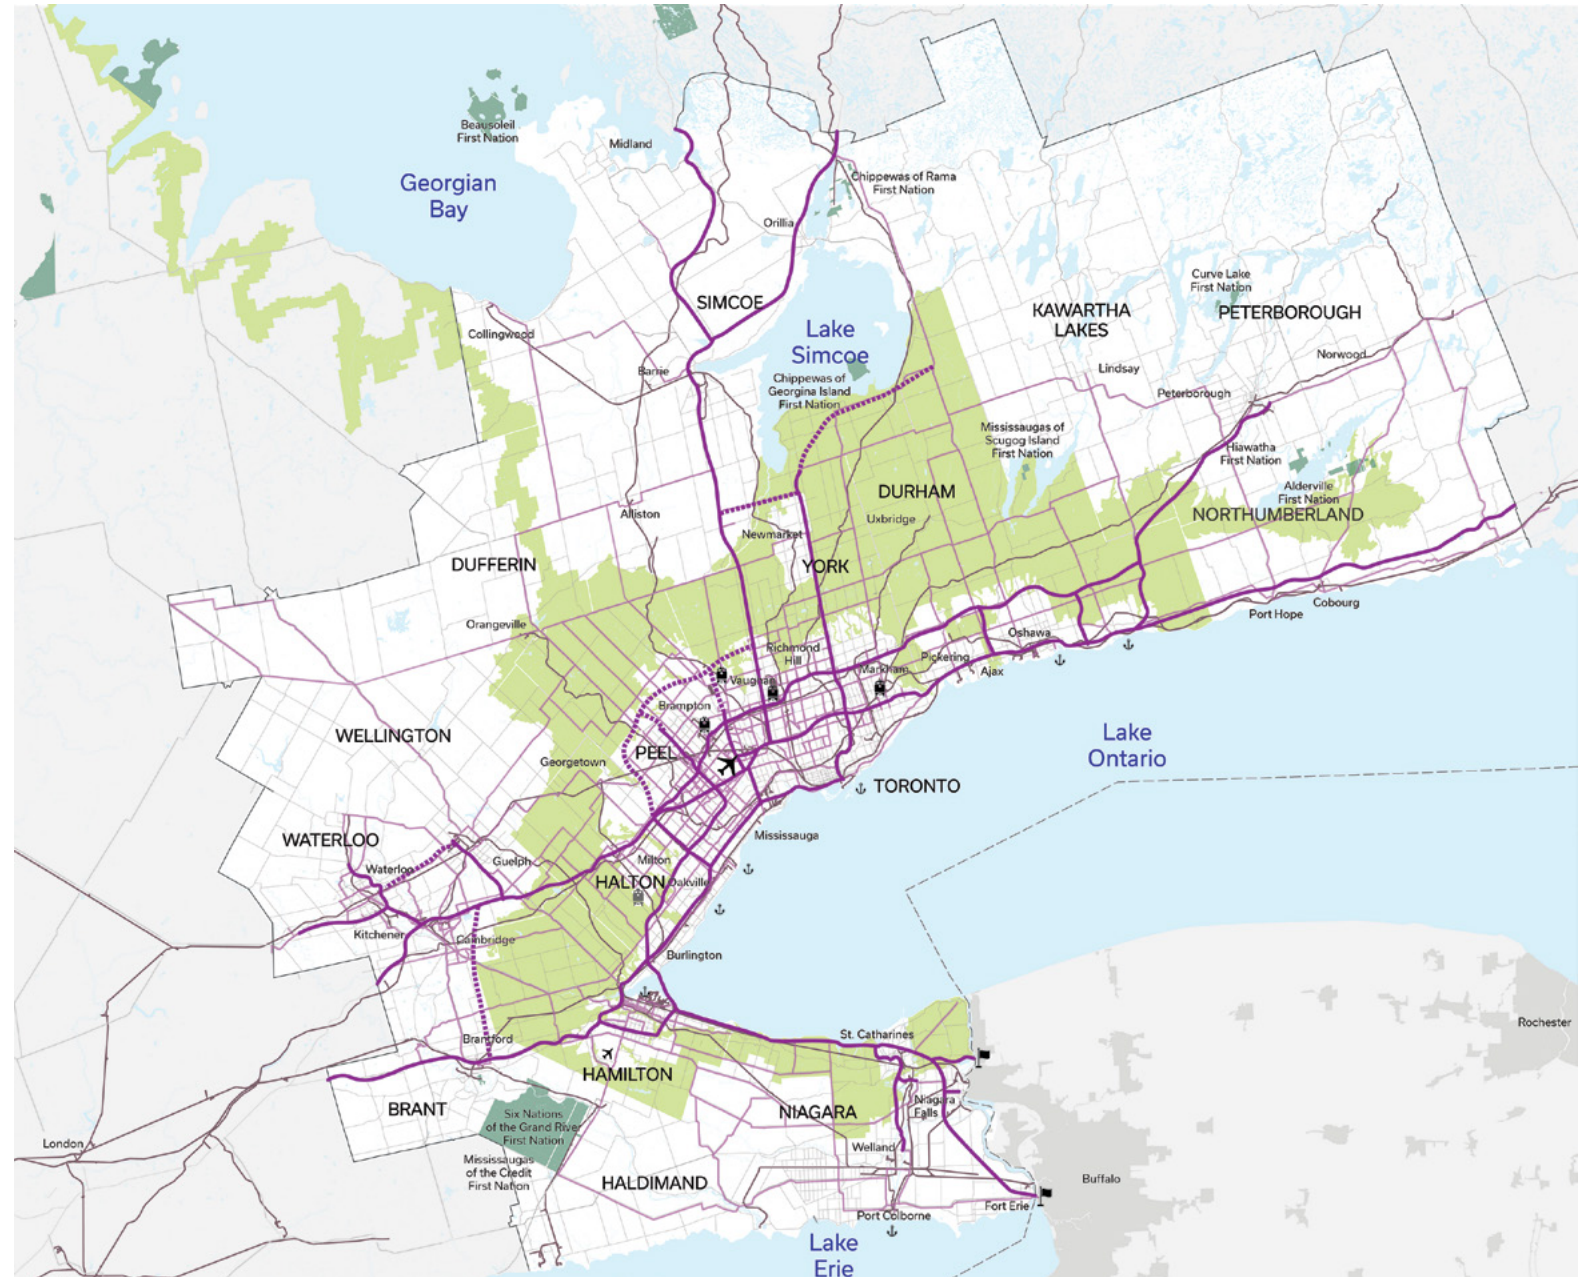 Beausoleil
First Nation
Midland
Georgian
Bay
Chippewas of Rama
First Nation
Orillia
SIMCOE
Collingwood
Lake
Simcoe
Barrie
Chippewas of
Georgina Island
First Nation
Curve Lake
First Nation
KAWARTHA
LAKES
PETERBOROUGH
Norwood
Lindsay
Peterborough
Mississaugas of
Scugog Island
First Nation
Hiawatha
First Nation
Alderville
First Nation
NORTHUMBERLAND
DURHAM
Uxbridge
Alliston
Newmarket
YORK
DUFFERIN
Orangeville
Richmond
Hill
Vaughan
Markham
Pickering
Ajax
Oshawa
Port Hope
Cobourg
Brampton
WELLINGTON
PEEL
Georgetown
Lake
Ontario
TORONTO
Mississauga
WATERLOO
Waterloo
Guelph
Milton
HALTON
Oakville
Kitchener
Cambridge
Burlington
Brantford
St. Catharines
Rochester
HAMILTON
BRANT
NIAGARA
Niagara
Falls
Six Nations
of the Grand River
First Nation
Mississaugas
of the Credit
First Nation
London
Welland
HALDIMAND
Buffalo
Fort Erie
Port Colborne
Lake
Erie